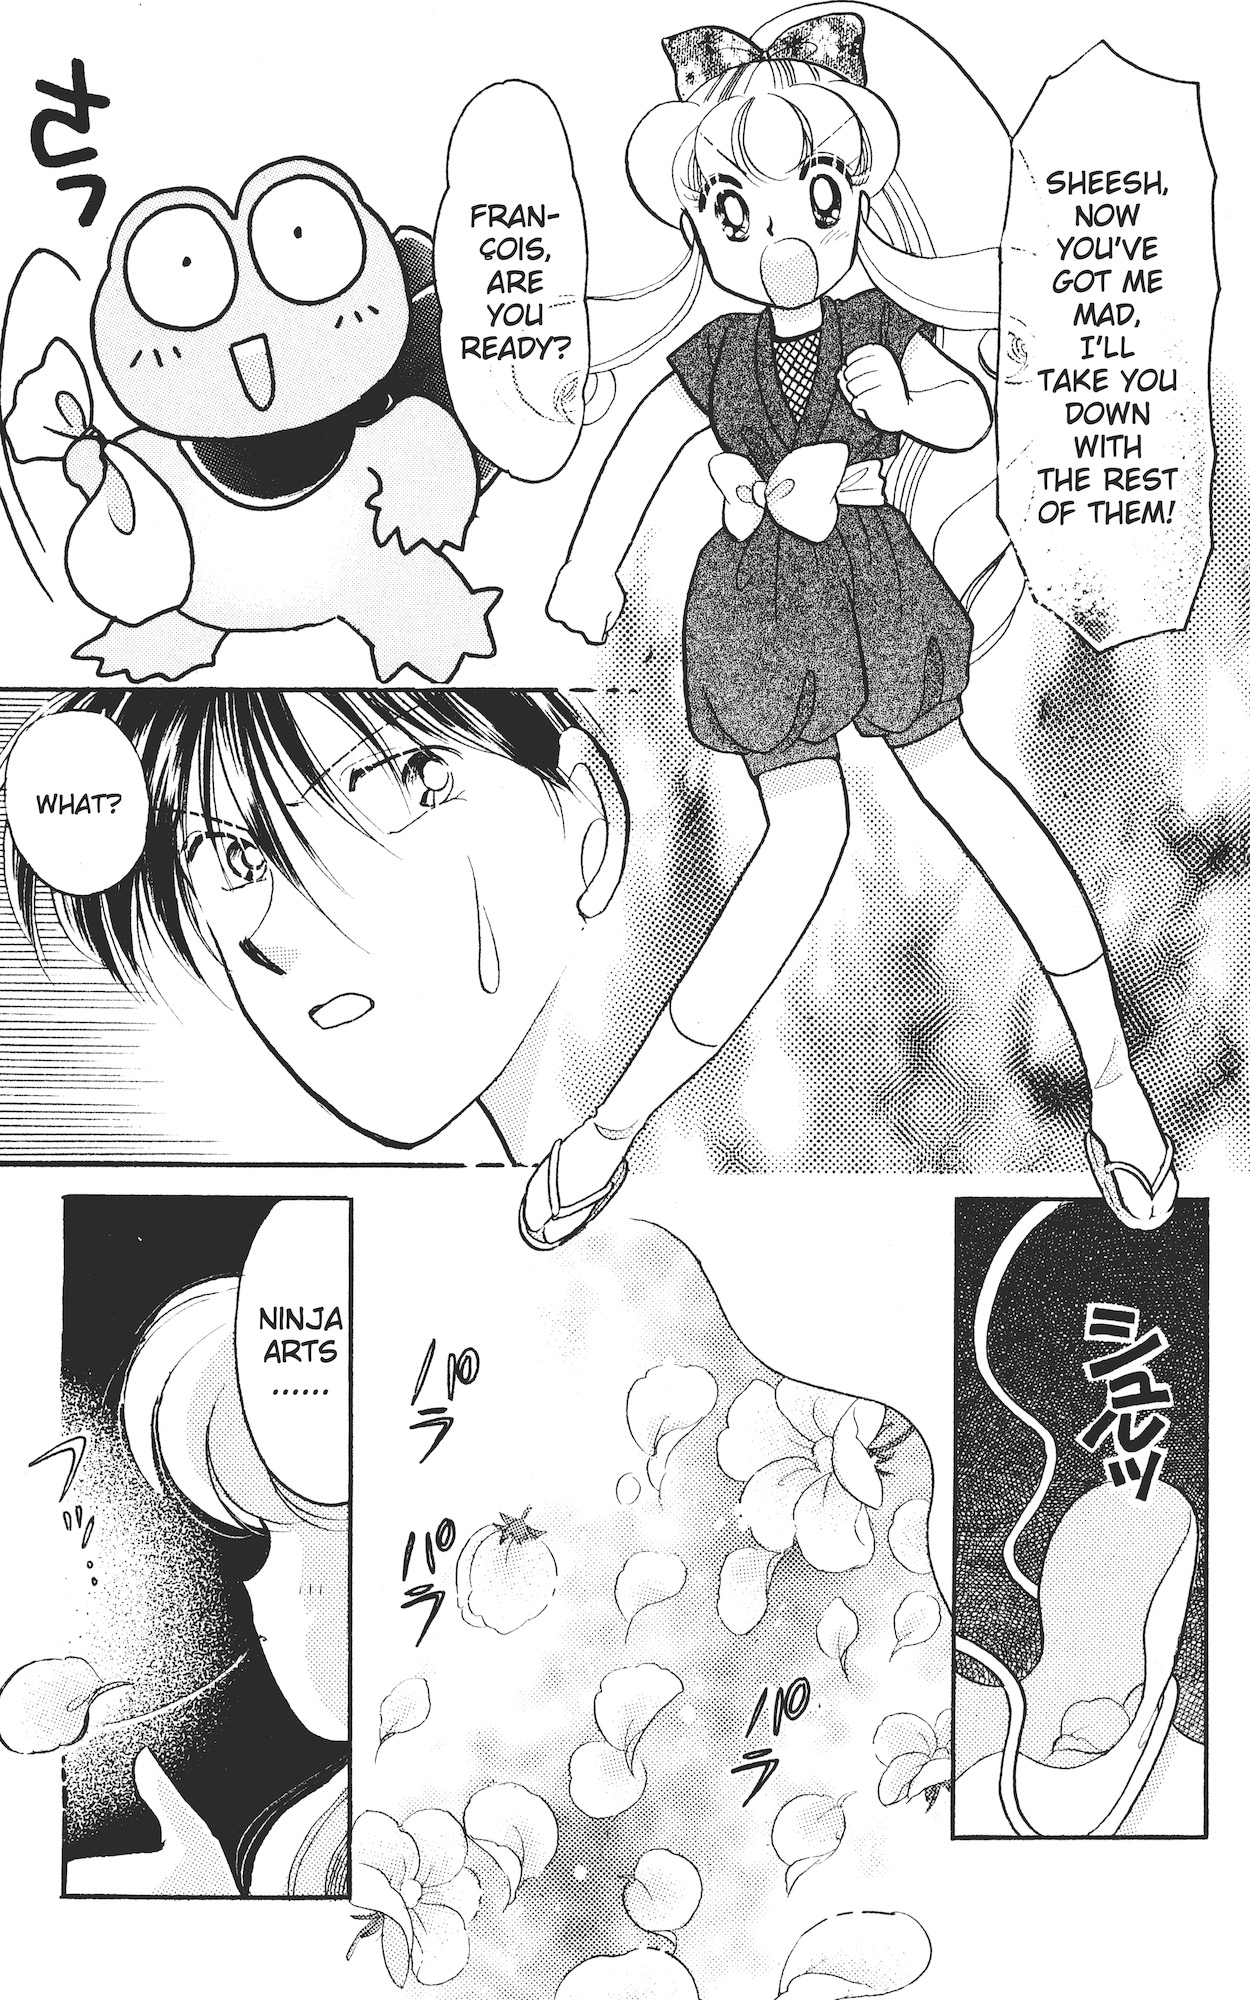 SHEESH,
NOW
YOU'VE
GOT ME
MAD,
I'LL
TAKE YOU
DOWN
WITH
THE REST
OF THEM!
FRAN-
ÇOIS,
ARE
YOU
READY?
さっ
WHAT?
シュルッ
パラ
パラ
パラ
NINJA
ARTS
......